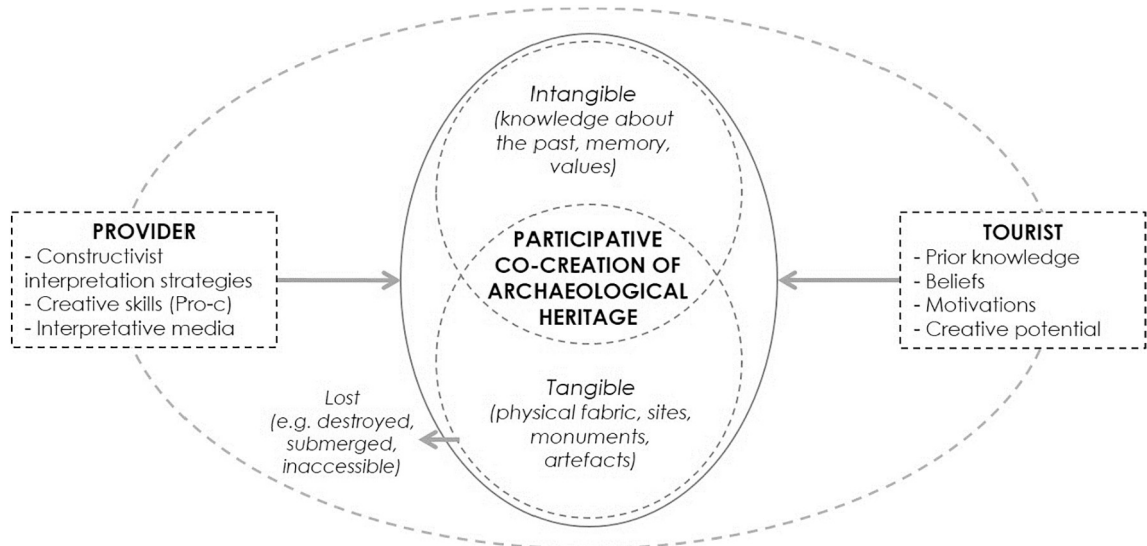 Intangible
(knowledge about
the past, memory,
values)
PROVIDER
- Constructivist
interpretation strategies
- Creative skills (Pro-c)
- Interpretative media
PARTICIPATIVE
CO-CREATION OF
ARCHAEOLOGICAL
HERITAGE
TOURIST
- Prior knowledge
- Beliefs
- Motivations
- Creative potential
Lost
(e.g. destroyed,
submerged,
inaccessible)
Tangible
(physical fabric, sites,
monuments,
artefacts)